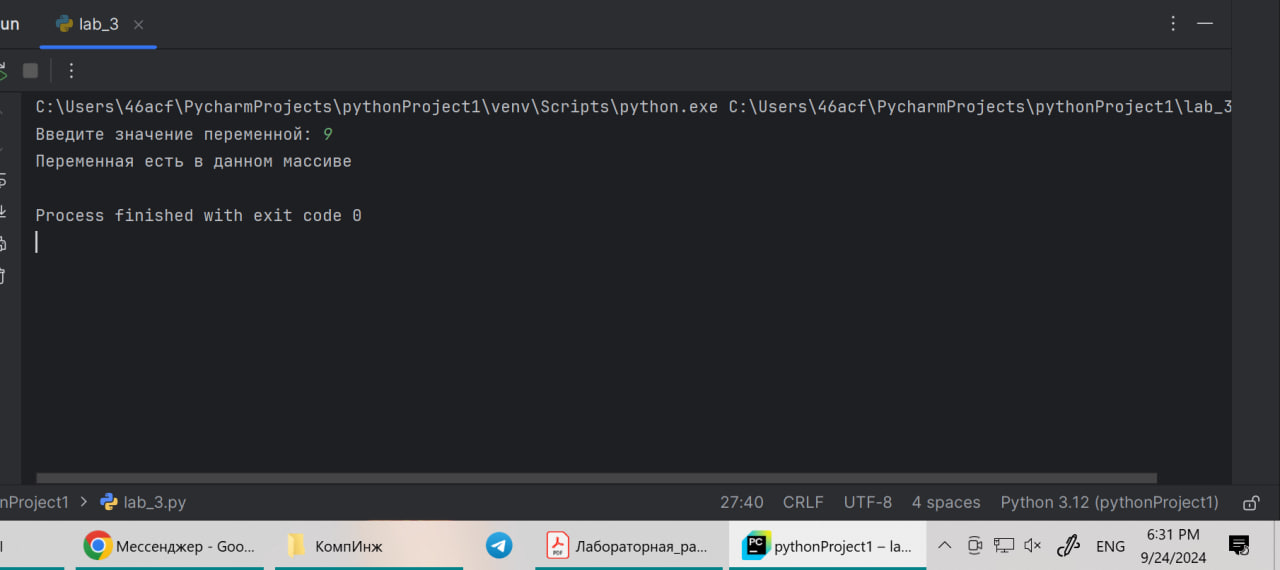 un
lab_3
C:\Users\46acf\PycharmProjects\pythonProject1\venv\Scripts\python.exe C:\Users\46acf\PycharmProjects\pythonProject1\lab_3
Введите значение переменной: 9
Переменная есть в данном массиве
Process finished with exit code 0
nProject1 > lab_3.py 27:40 CRLF UTF-8 4 spaces Python 3.12 (pythonProject1)
Мессенджер - Goo... КомпИнж PDF Лабораторная_ра... PC pythonProject1 – la... ENG 6:31 PM
9/24/2024